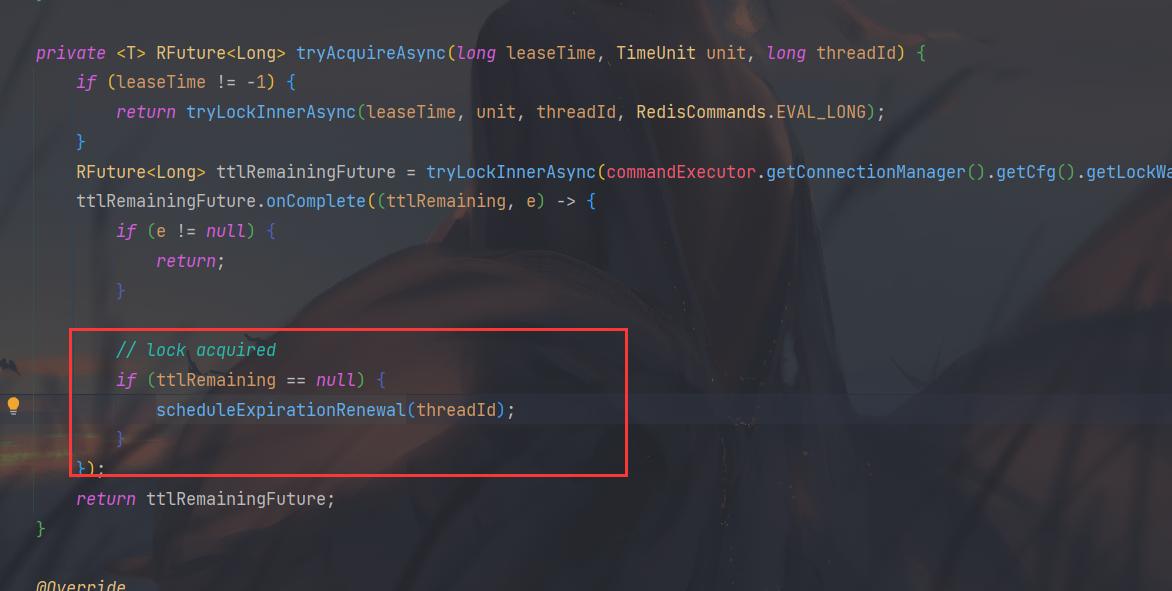 private <T> RFuture<Long> tryAcquireAsync(long leaseTime, TimeUnit unit, long threadId) {
if (leaseTime != -1) {
return tryLockInnerAsync(leaseTime, unit, threadId, RedisCommands.EVAL_LONG);
}
RFuture<Long> ttlRemainingFuture = tryLockInnerAsync(commandExecutor.getConnectionManager().getCfg().getLockWa
ttlRemainingFuture.onComplete((ttlRemaining, e) -> {
if (e != null) {
return;
}
// lock acquired
if (ttlRemaining == null) {
scheduleExpirationRenewal(threadId);
}
});
return ttlRemainingFuture;
}
@Override